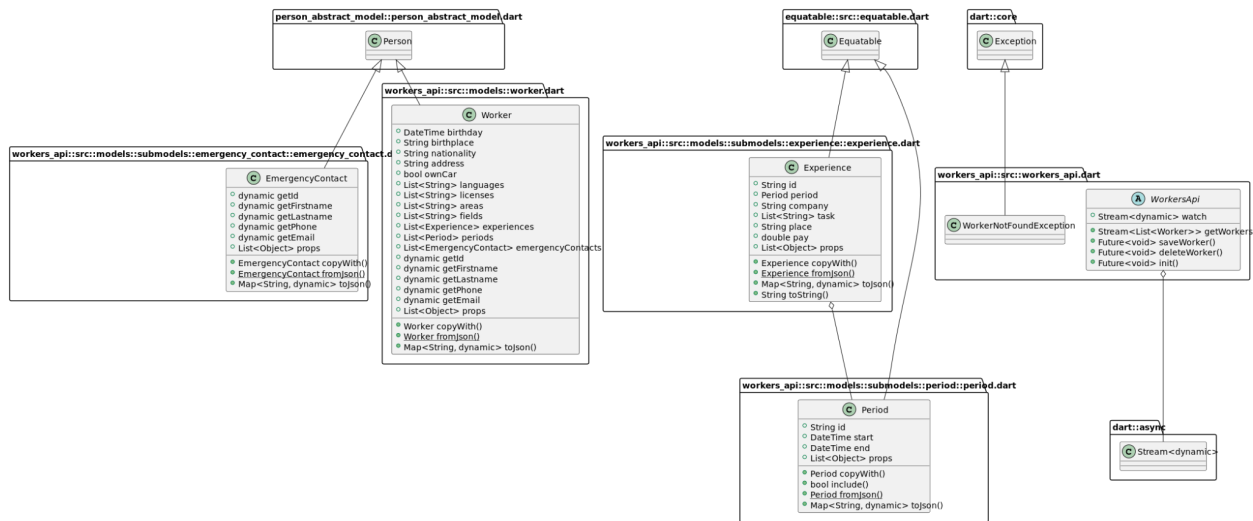 person_abstract_model::person_abstract_model.dart
C Person
equatable::src::equatable.dart
C Equatable
dart::core
C Exception
workers_api::src::models::submodels::emergency_contact::emergency_contact.d
C EmergencyContact
dynamic getId
dynamic getFirstname
dynamic getLastname
dynamic getPhone
dynamic getEmail
List<Object> props
EmergencyContact copyWith()
EmergencyContact fromJson()
Map<String, dynamic> toJson()
workers_api::src::models::worker.dart
C Worker
DateTime birthday
String birthplace
String nationality
String address
bool ownCar
List<String> languages
List<String> licenses
List<String> areas
List<String> fields
List<Experience> experiences
List<Period> periods
List<EmergencyContact> emergencyContacts
dynamic getId
dynamic getFirstname
dynamic getLastname
dynamic getPhone
dynamic getEmail
List<Object> props
Worker copyWith()
Worker fromJson()
Map<String, dynamic> toJson()
workers_api::src::models::submodels::experience::experience.dart
C Experience
String id
Period period
String company
List<String> task
String place
double pay
List<Object> props
Experience copyWith()
Experience fromJson()
Map<String, dynamic> toJson()
String toString()
workers_api::src::workers_api.dart
C WorkerNotFoundException
A WorkersApi
Stream<dynamic> watch
Stream<List<Worker>> getWorkers
Future<void> saveWorker()
Future<void> deleteWorker()
Future<void> init()
workers_api::src::models::submodels::period::period.dart
C Period
String id
DateTime start
DateTime end
List<Object> props
Period copyWith()
bool include()
Period fromJson()
Map<String, dynamic> toJson()
dart::async
C Stream<dynamic>